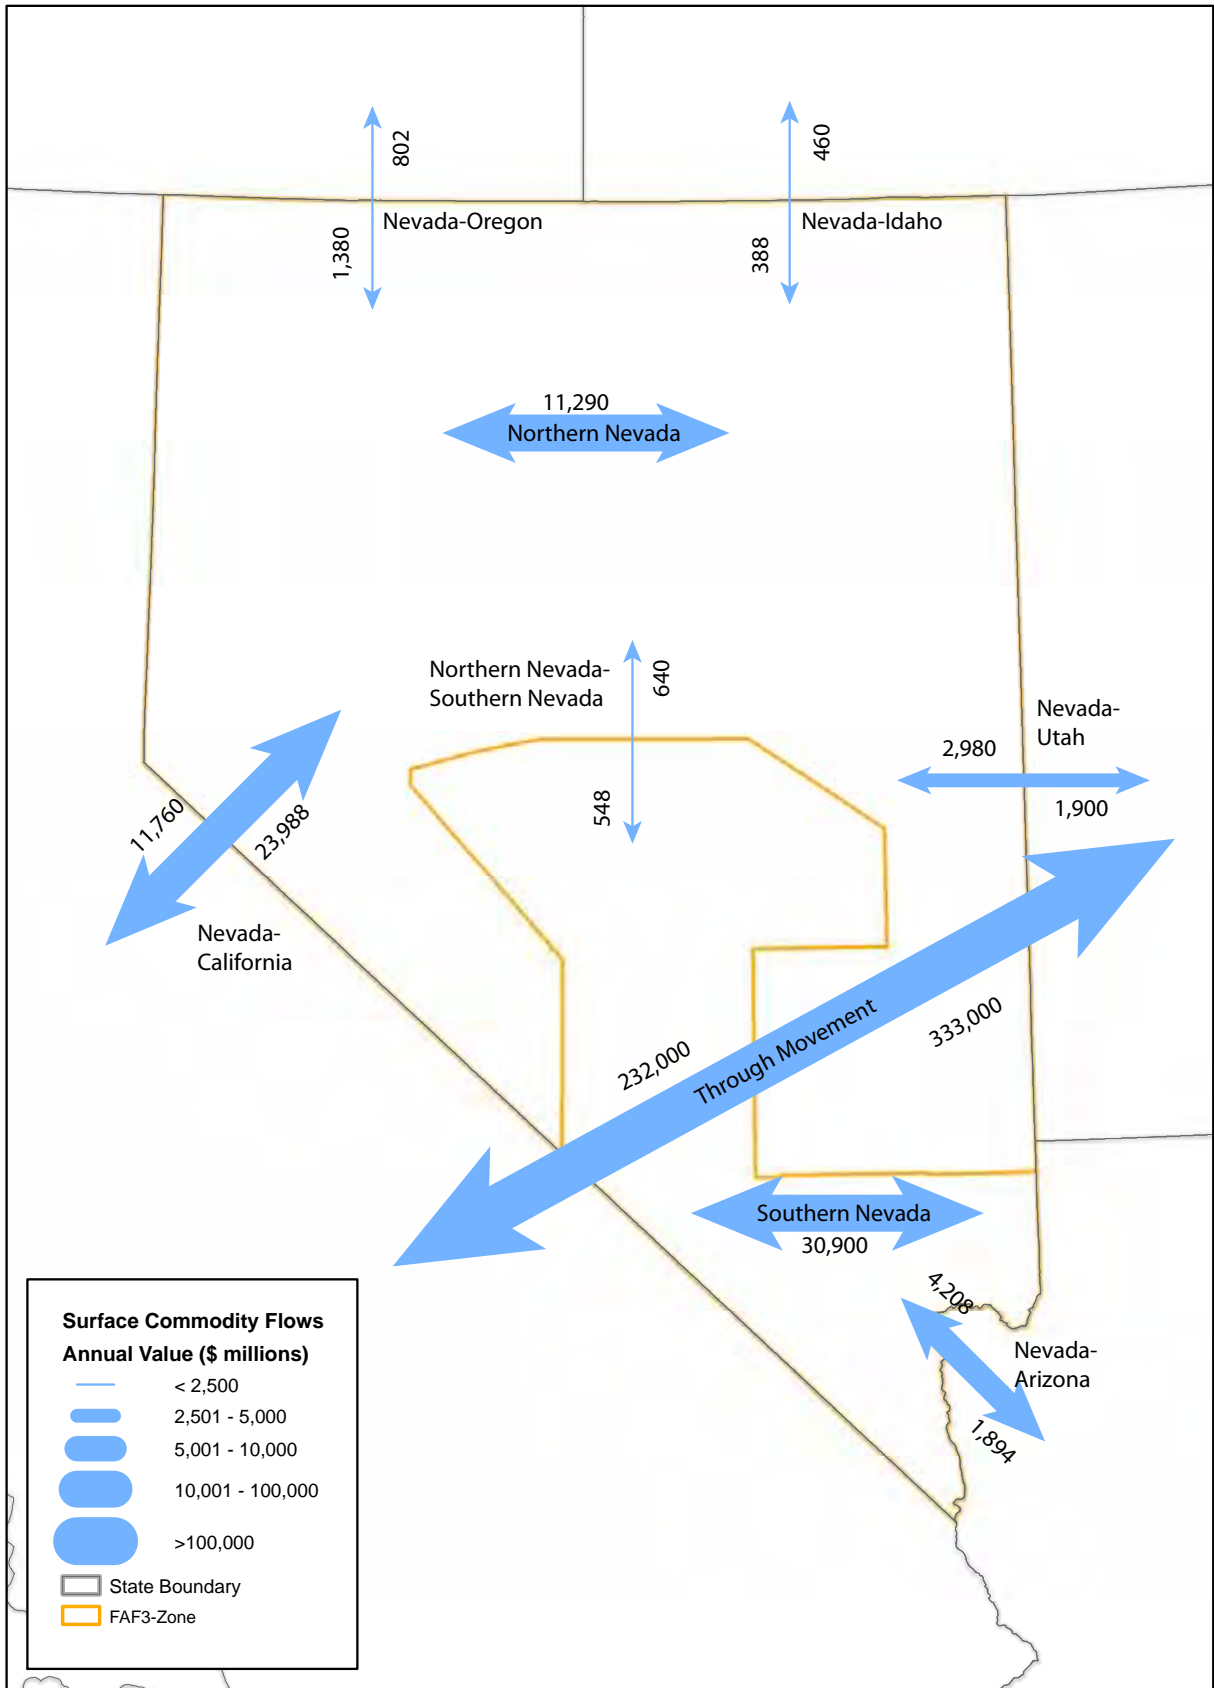 802
460
Nevada-Oregon
Nevada-Idaho
1,380
388
11,290
Northern Nevada
Northern Nevada-
Southern Nevada
640
548
Nevada-
Utah
2,980
1,900
11,760
23,988
Nevada-
California
232,000
Through Movement
333,000
Southern Nevada
30,900
4,208
Nevada-
Arizona
1,894
Surface Commodity Flows
Annual Value ($ millions)
< 2,500
2,501 - 5,000
5,001 - 10,000
10,001 - 100,000
>100,000
State Boundary
FAF3-Zone